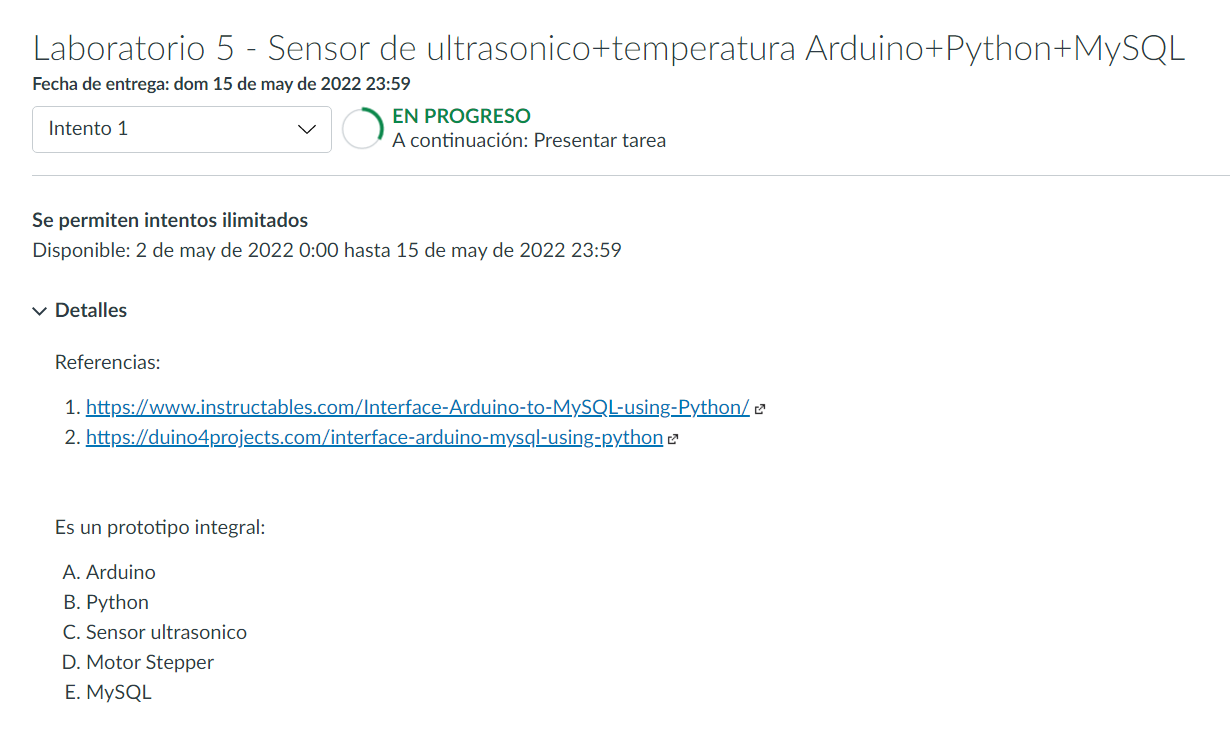 Laboratorio 5 - Sensor de ultrasonico+temperatura Arduino+Python+MySQL
Fecha de entrega: dom 15 de may de 2022 23:59
Intento 1
EN PROGRESO
A continuación: Presentar tarea
Se permiten intentos ilimitados
Disponible: 2 de may de 2022 0:00 hasta 15 de may de 2022 23:59
Detalles
Referencias:
1. https://www.instructables.com/Interface-Arduino-to-MySQL-using-Python/
2. https://duino4projects.com/interface-arduino-mysql-using-python
Es un prototipo integral:
A. Arduino
B. Python
C. Sensor ultrasonico
D. Motor Stepper
E. MySQL